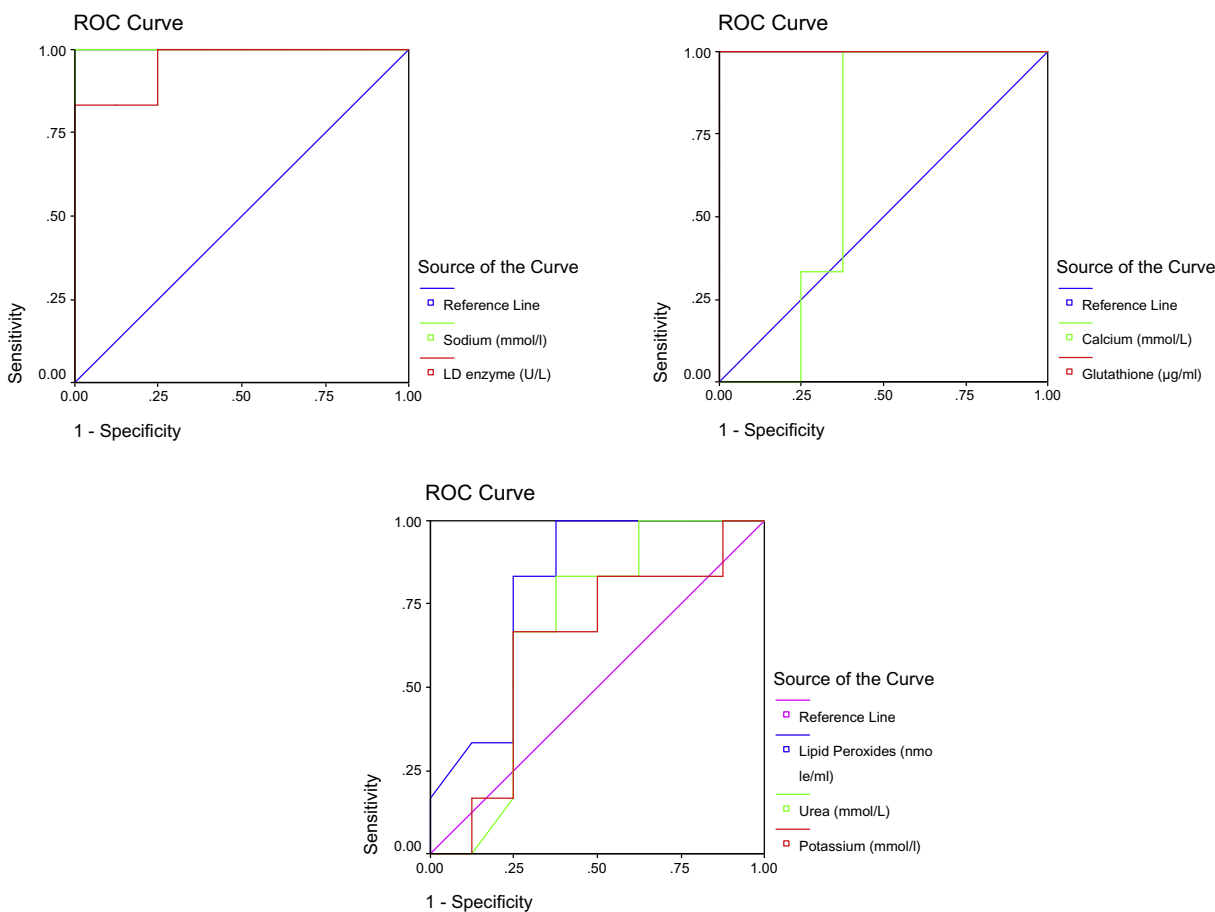 ROC Curve
1.00
.75
.50
.25
0.00
Sensitivity
0.00 .25 .50 .75 1.00
1 - Specificity
Source of the Curve
Reference Line
Sodium (mmol/l)
LD enzyme (U/L)
ROC Curve
1.00
.75
.50
.25
0.00
Sensitivity
0.00 .25 .50 .75 1.00
1 - Specificity
Source of the Curve
Reference Line
Calcium (mmol/L)
Glutathione (µg/ml)
ROC Curve
1.00
.75
.50
.25
0.00
Sensitivity
0.00 .25 .50 .75 1.00
1 - Specificity
Source of the Curve
Reference Line
Lipid Peroxides (nmo
le/ml)
Urea (mmol/L)
Potassium (mmol/l)